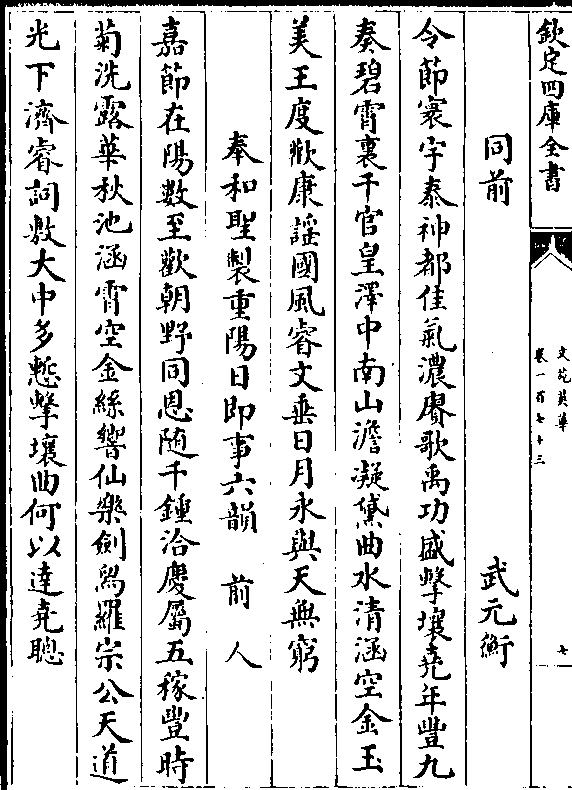 欽定四庫全書
文苑英華
卷一百七十三
七
同前 武元衡
令節寰宇泰神都佳氣濃賡歌禹功盛擊壤堯年豐九
奏碧霄裏千官皇澤中南山澹凝黛曲水清涵空金玉
美王度歡康謡國風睿文垂日月永與天無窮
奉和聖製重陽日即事六韻 前人
嘉節在陽數至歡朝野同恩随千鍾洽慶屬五稼豐時
菊洗露華秋池涵霄空金絲響仙樂劍舄羅宗公天道
光下濟睿詞敷大中多慙擊壤曲何以達堯聰